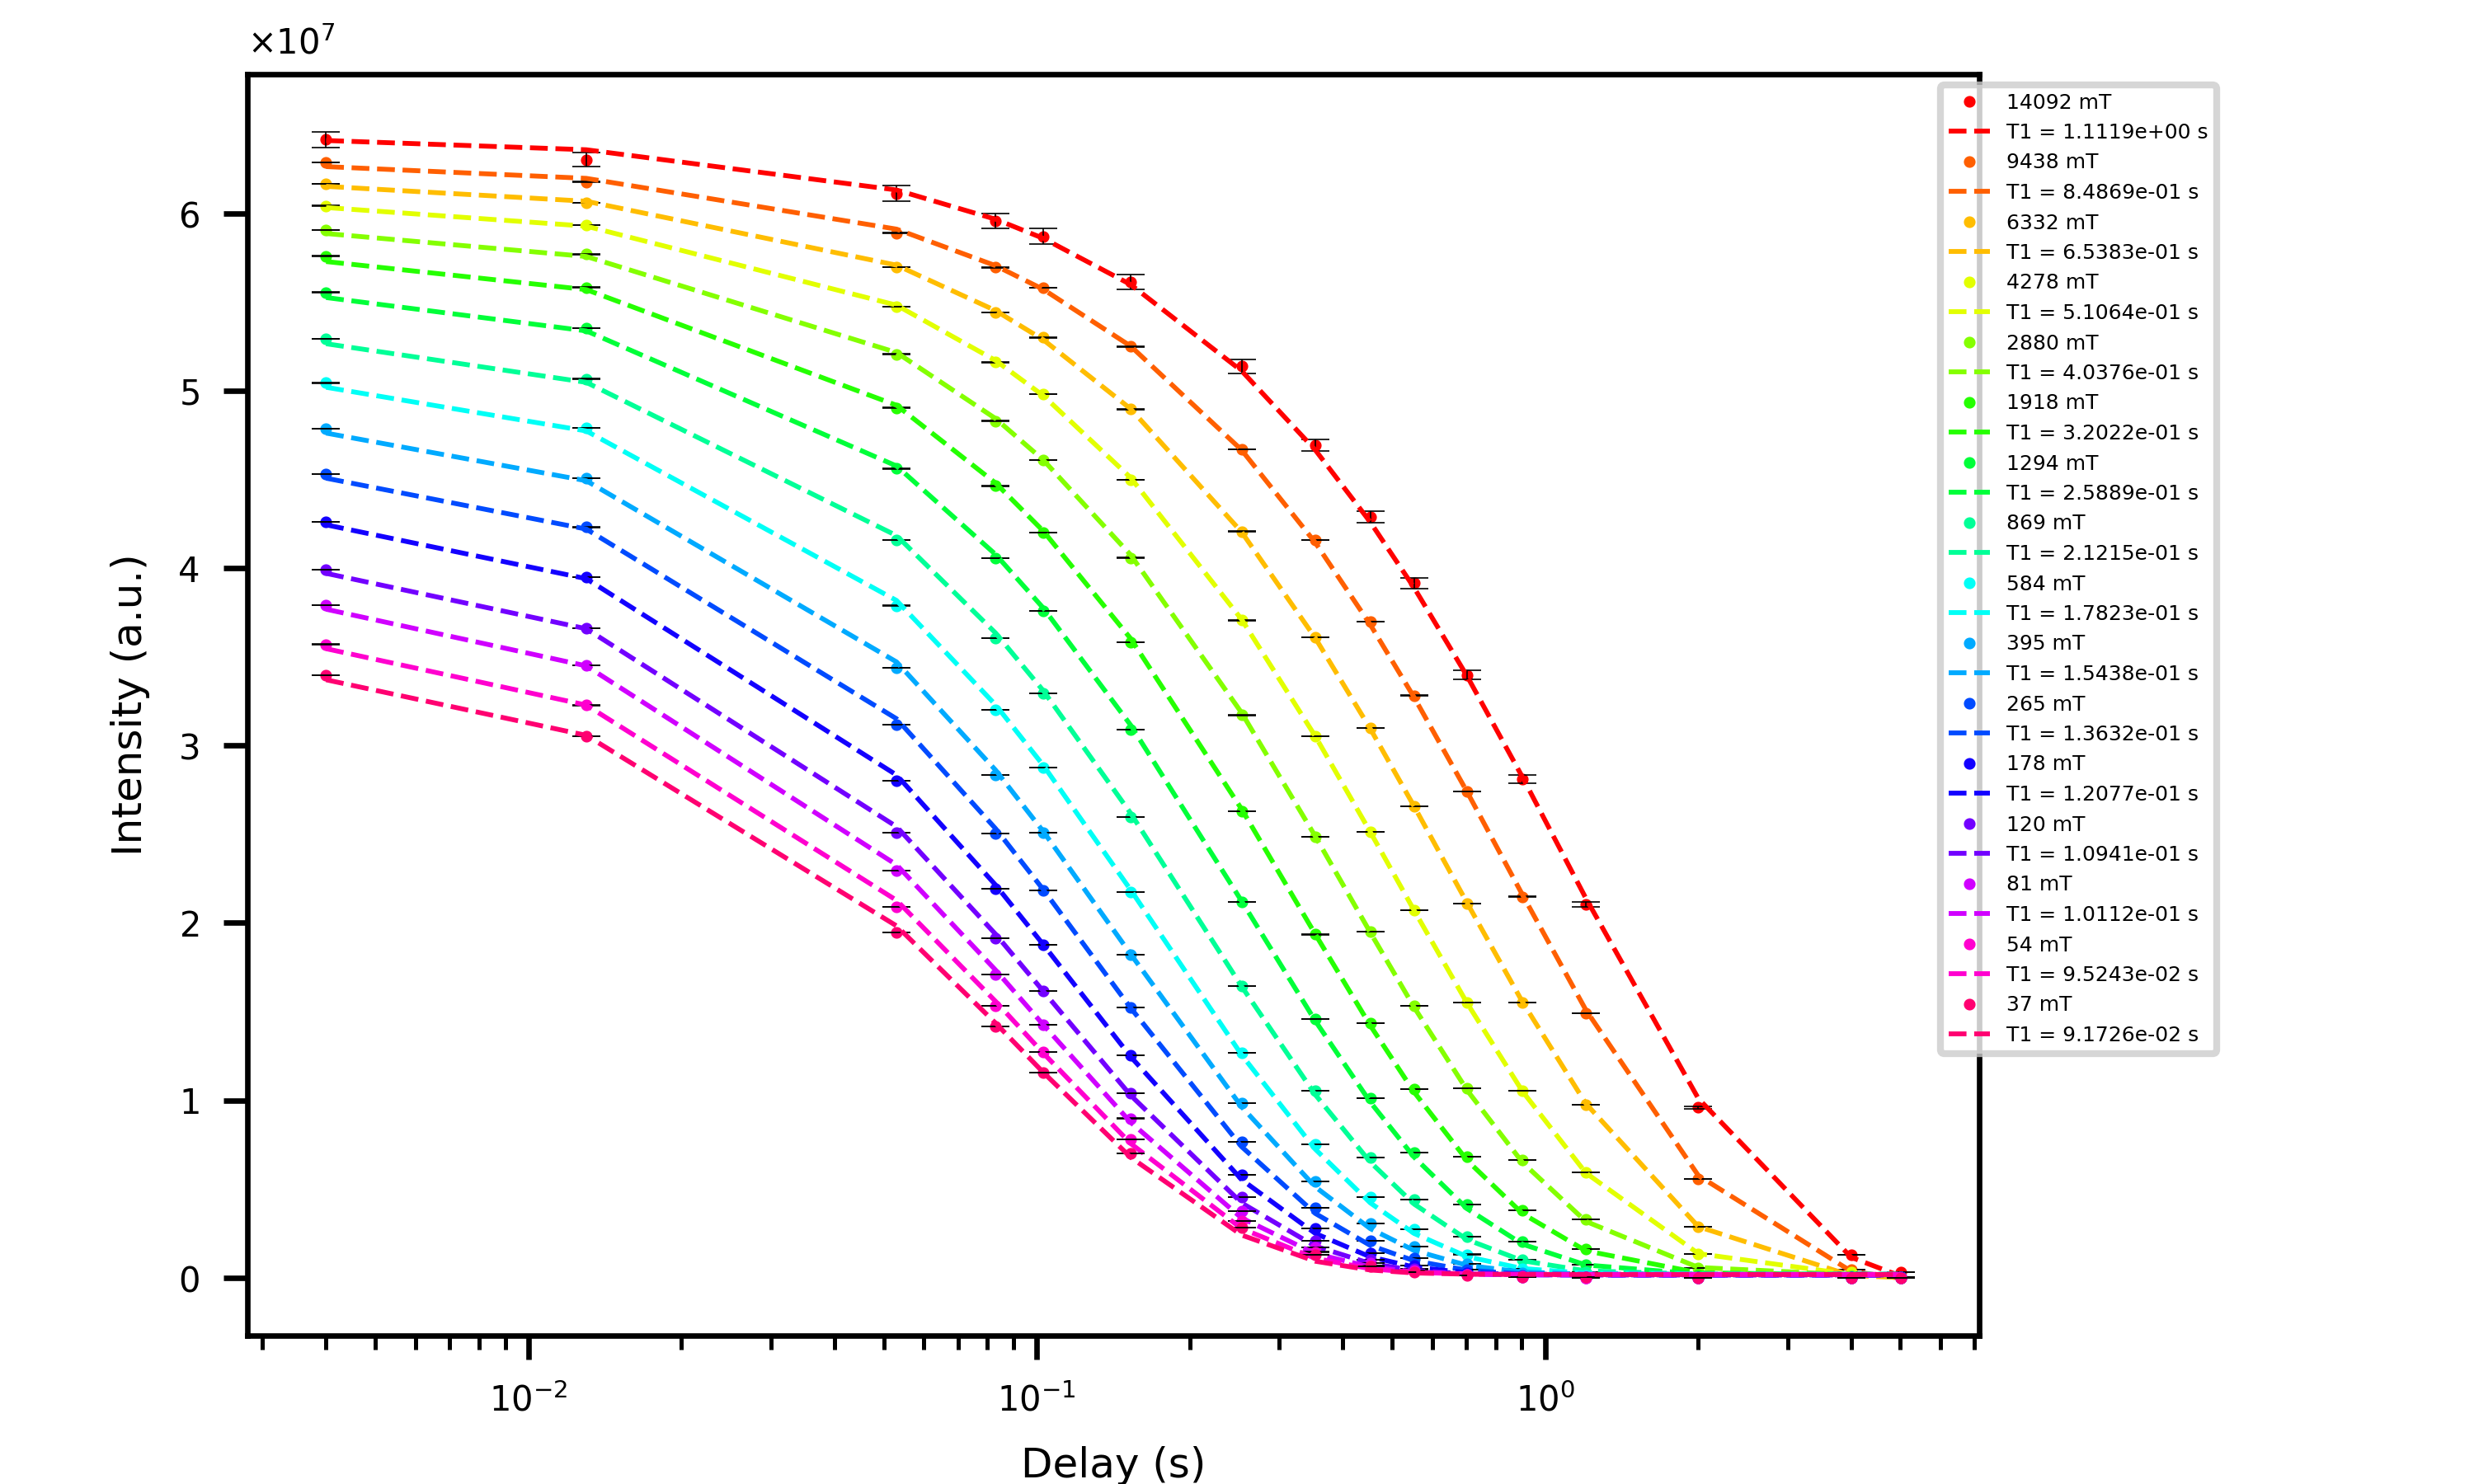 ×10⁷
6
5
4
3
2
1
0
Intensity (a.u.)
10⁻²
10⁻¹
10⁰
Delay (s)
14092 mT
T1 = 1.1119e+00 s
9438 mT
T1 = 8.4869e-01 s
6332 mT
T1 = 6.5383e-01 s
4278 mT
T1 = 5.1064e-01 s
2880 mT
T1 = 4.0376e-01 s
1918 mT
T1 = 3.2022e-01 s
1294 mT
T1 = 2.5889e-01 s
869 mT
T1 = 2.1215e-01 s
584 mT
T1 = 1.7823e-01 s
395 mT
T1 = 1.5438e-01 s
265 mT
T1 = 1.3632e-01 s
178 mT
T1 = 1.2077e-01 s
120 mT
T1 = 1.0941e-01 s
81 mT
T1 = 1.0112e-01 s
54 mT
T1 = 9.5243e-02 s
37 mT
T1 = 9.1726e-02 s